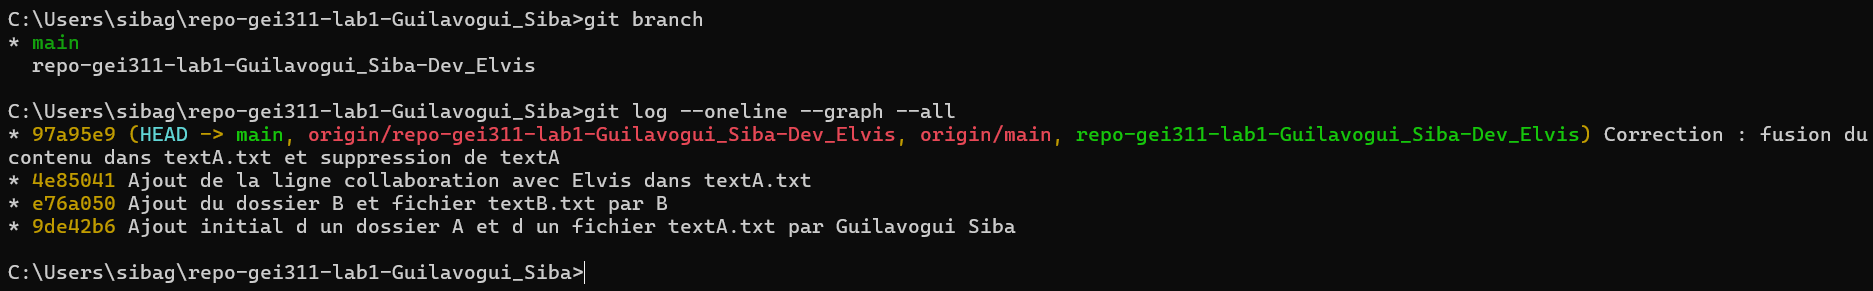 C:\Users\sibag\repo-gei311-lab1-Guilavogui_Siba>git branch
* main
  repo-gei311-lab1-Guilavogui_Siba-Dev_Elvis

C:\Users\sibag\repo-gei311-lab1-Guilavogui_Siba>git log --oneline --graph --all
* 97a95e9 (HEAD -> main, origin/repo-gei311-lab1-Guilavogui_Siba-Dev_Elvis, origin/main, repo-gei311-lab1-Guilavogui_Siba-Dev_Elvis) Correction : fusion du
contenu dans textA.txt et suppression de textA
* 4e85041 Ajout de la ligne collaboration avec Elvis dans textA.txt
* e76a050 Ajout du dossier B et fichier textB.txt par B
* 9de42b6 Ajout initial d un dossier A et d un fichier textA.txt par Guilavogui Siba

C:\Users\sibag\repo-gei311-lab1-Guilavogui_Siba>